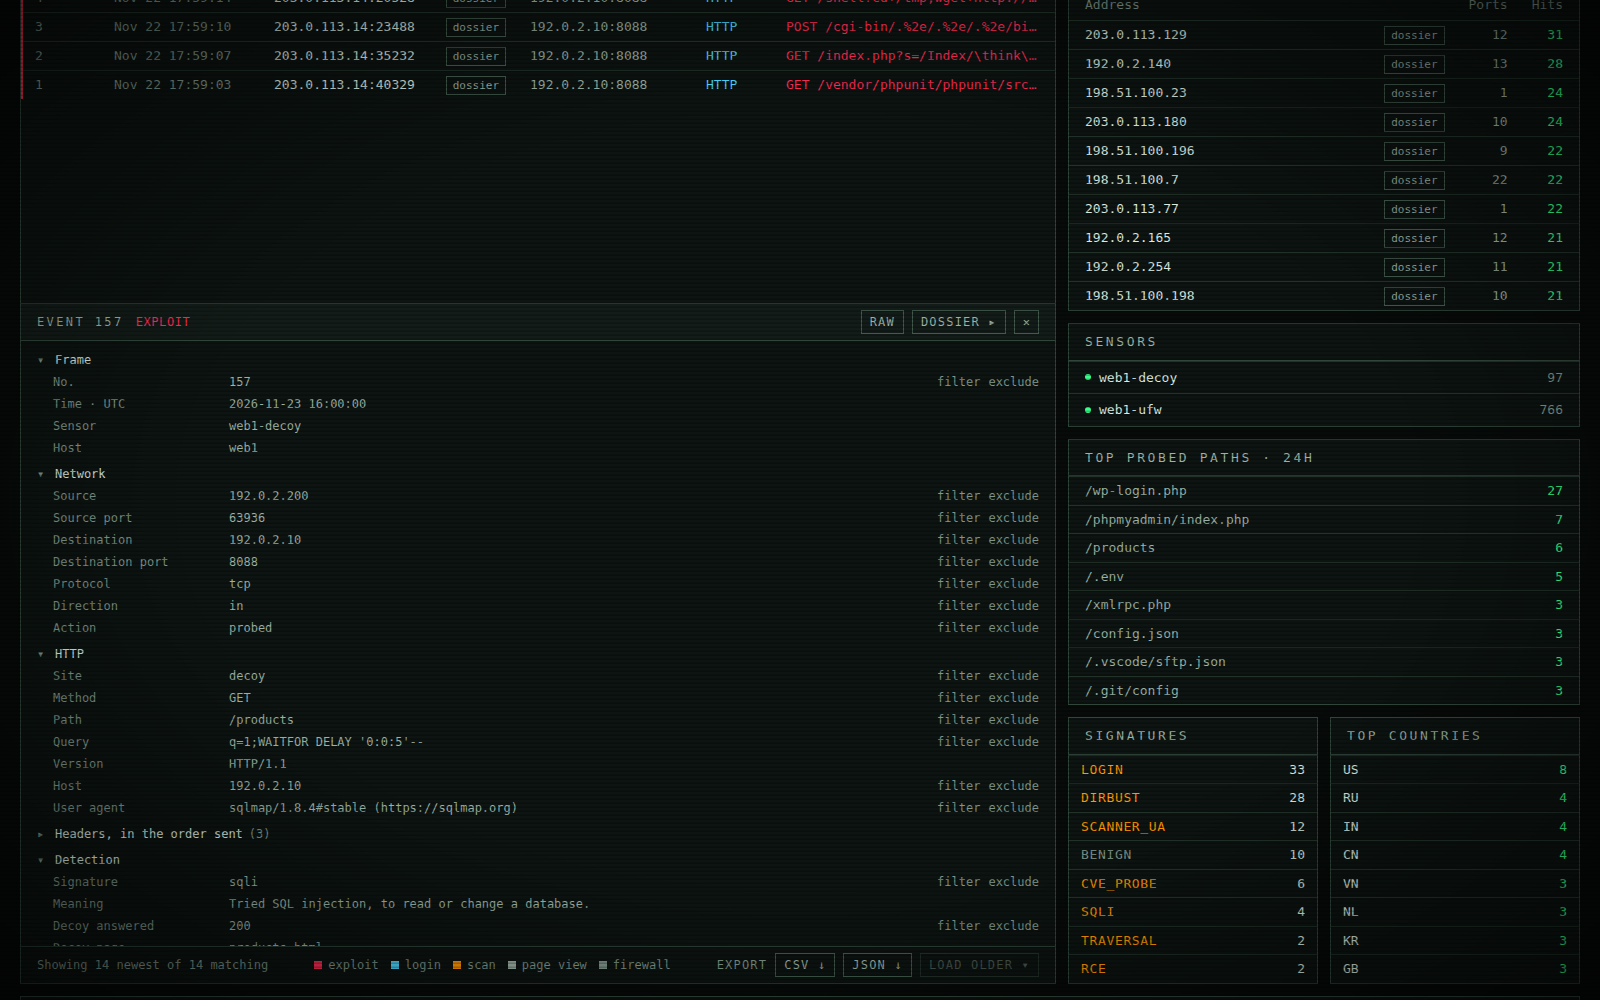 3 Nov 22 17:59:10 203.0.113.14:23488 dossier 192.0.2.10:8088 HTTP POST /cgi-bin/.%2e/.%2e/.%2e/bi…
2 Nov 22 17:59:07 203.0.113.14:35232 dossier 192.0.2.10:8088 HTTP GET /index.php?s=/Index/\think\…
1 Nov 22 17:59:03 203.0.113.14:40329 dossier 192.0.2.10:8088 HTTP GET /vendor/phpunit/phpunit/src…
EVENT 157 EXPLOIT RAW DOSSIER ▸ ×
▾ Frame
No. 157 filter exclude
Time · UTC 2026-11-23 16:00:00
Sensor web1-decoy
Host web1
▾ Network
Source 192.0.2.200 filter exclude
Source port 63936 filter exclude
Destination 192.0.2.10 filter exclude
Destination port 8088 filter exclude
Protocol tcp filter exclude
Direction in filter exclude
Action probed filter exclude
▾ HTTP
Site decoy filter exclude
Method GET filter exclude
Path /products filter exclude
Query q=1;WAITFOR DELAY '0:0:5'-- filter exclude
Version HTTP/1.1
Host 192.0.2.10 filter exclude
User agent sqlmap/1.8.4#stable (https://sqlmap.org) filter exclude
▸ Headers, in the order sent (3)
▾ Detection
Signature sqli filter exclude
Meaning Tried SQL injection, to read or change a database.
Decoy answered 200 filter exclude
Showing 14 newest of 14 matching exploit login scan page view firewall EXPORT CSV ↓ JSON ↓ LOAD OLDER ▾
Address Ports Hits
203.0.113.129 dossier 12 31
192.0.2.140 dossier 13 28
198.51.100.23 dossier 1 24
203.0.113.180 dossier 10 24
198.51.100.196 dossier 9 22
198.51.100.7 dossier 22 22
203.0.113.77 dossier 1 22
192.0.2.165 dossier 12 21
192.0.2.254 dossier 11 21
198.51.100.198 dossier 10 21
SENSORS
web1-decoy 97
web1-ufw 766
TOP PROBED PATHS · 24H
/wp-login.php 27
/phpmyadmin/index.php 7
/products 6
/.env 5
/xmlrpc.php 3
/config.json 3
/.vscode/sftp.json 3
/.git/config 3
SIGNATURES
LOGIN 33
DIRBUST 28
SCANNER_UA 12
BENIGN 10
CVE_PROBE 6
SQLI 4
TRAVERSAL 2
RCE 2
TOP COUNTRIES
US 8
RU 4
IN 4
CN 4
VN 3
NL 3
KR 3
GB 3